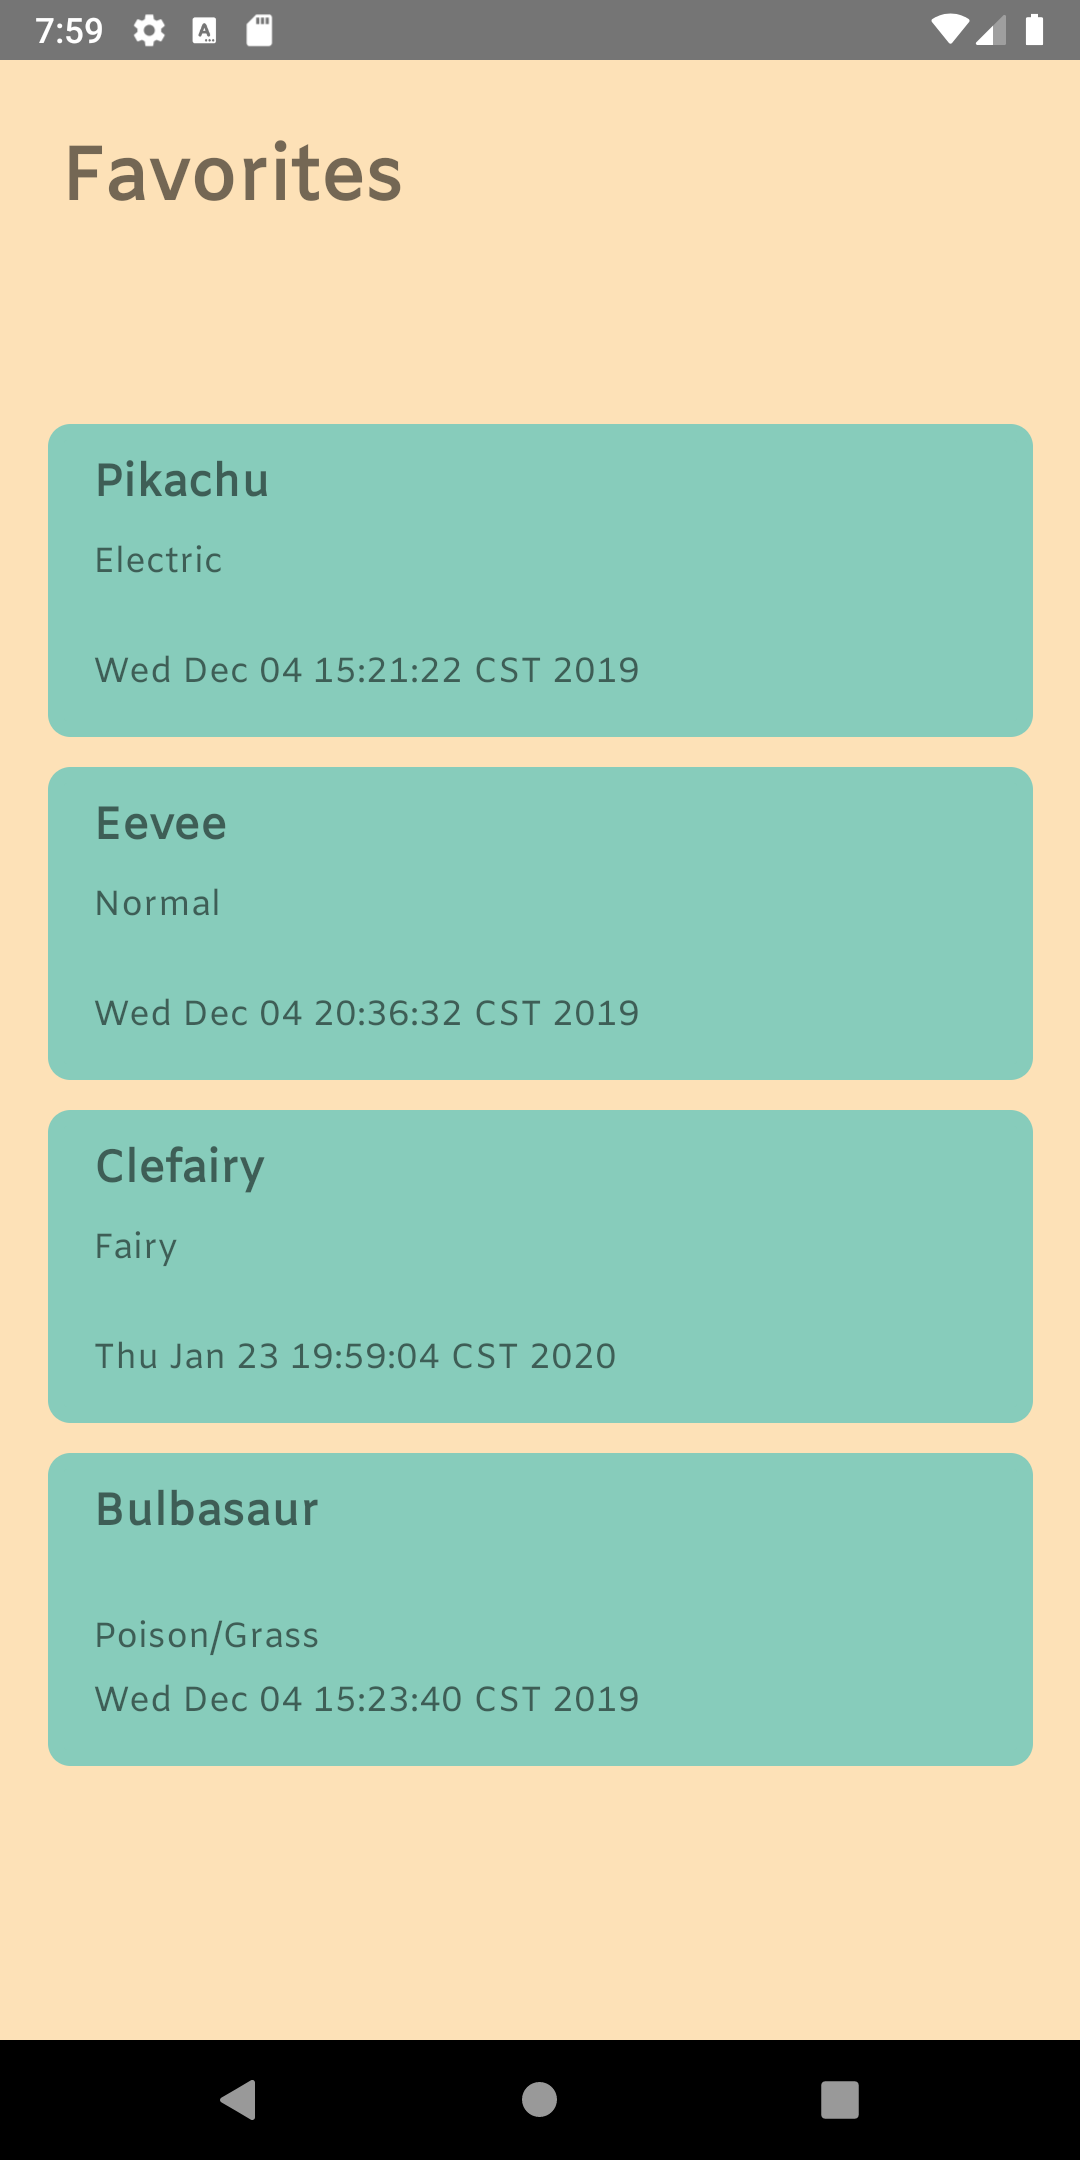 7:59
Favorites
Pikachu
Electric
Wed Dec 04 15:21:22 CST 2019
Eevee
Normal
Wed Dec 04 20:36:32 CST 2019
Clefairy
Fairy
Thu Jan 23 19:59:04 CST 2020
Bulbasaur
Poison/Grass
Wed Dec 04 15:23:40 CST 2019